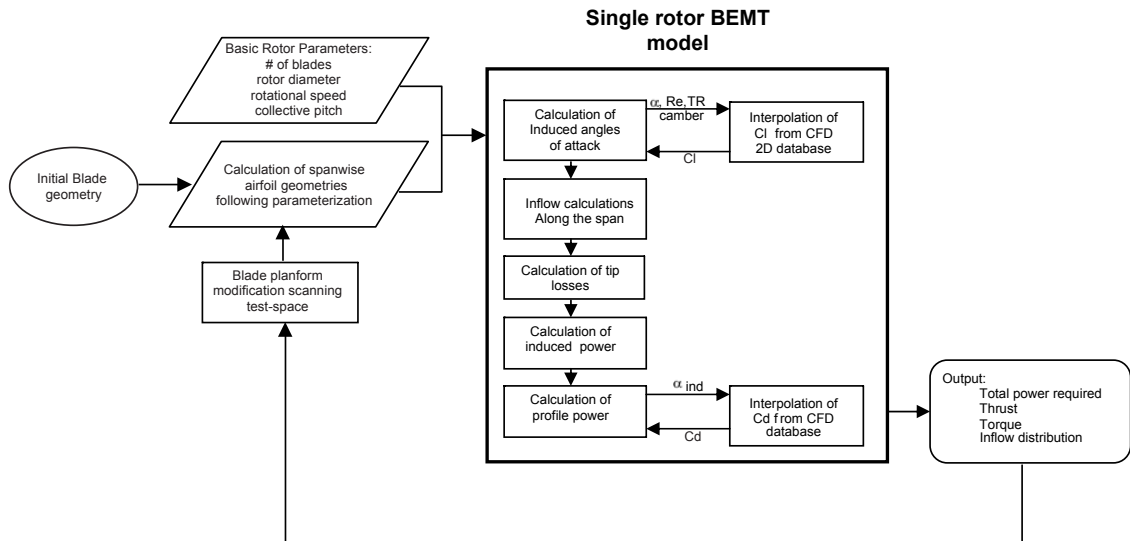 Single rotor BEMT
model
Basic Rotor Parameters:
# of blades
rotor diameter
rotational speed
collective pitch
Initial Blade
geometry
Calculation of spanwise
airfoil geometries
following parameterization
Blade planform
modification scanning
test-space
Calculation of
Induced angles
of attack
α, Re,TR
camber
Cl
Interpolation of
Cl from CFD
2D database
Inflow calculations
Along the span
Calculation of tip
losses
Calculation of
induced power
Calculation of
profile power
α ind
Cd
Interpolation of
Cd from CFD
database
Output:
Total power required
Thrust
Torque
Inflow distribution